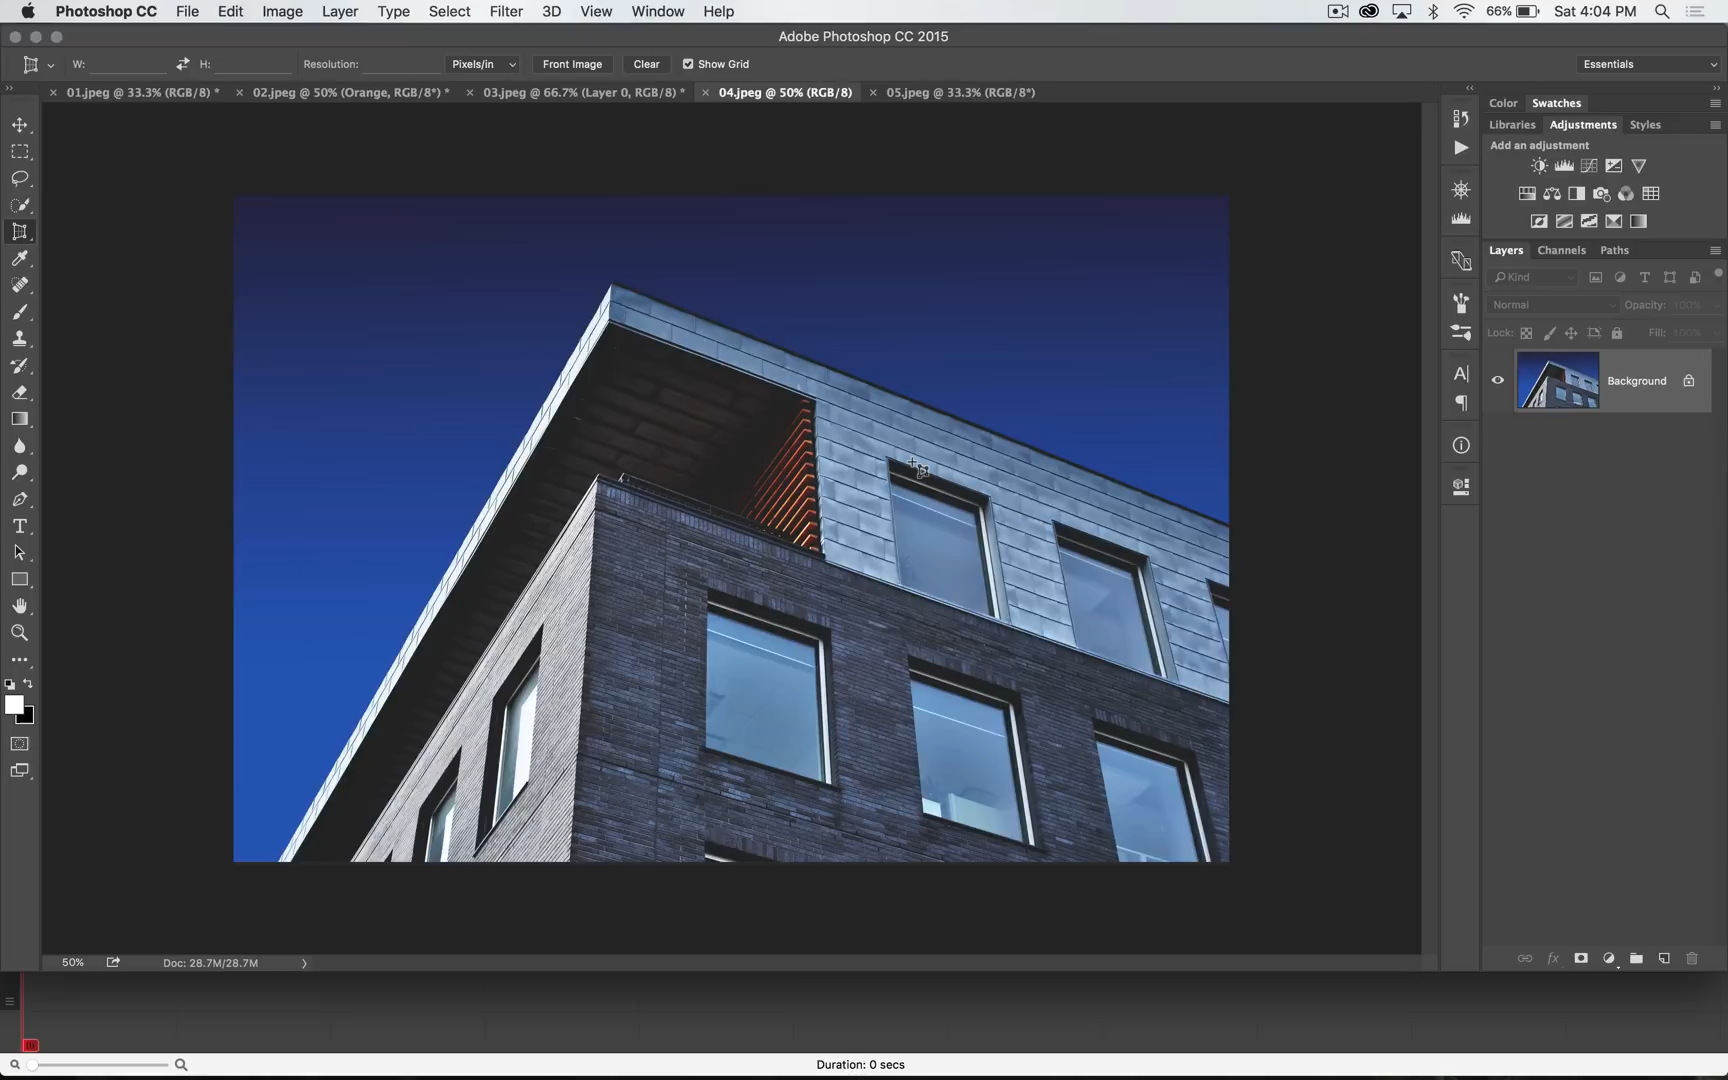 Photoshop CC File Edit Image Layer Type Select Filter 3D View Window Help 66% Sat 4:04 PM
Adobe Photoshop CC 2015
W: H: Resolution: Pixels/in Front Image Clear Show Grid Essentials
01.jpeg @ 33.3% (RGB/8) * 02.jpeg @ 50% (Orange, RGB/8*) * 03.jpeg @ 66.7% (Layer 0, RGB/8) * 04.jpeg @ 50% (RGB/8) 05.jpeg @ 33.3% (RGB/8*)
Color Swatches
Libraries Adjustments Styles
Add an adjustment
Layers Channels Paths
Kind
Normal Opacity: 100%
Lock: Fill: 100%
Background
50% Doc: 28.7M/28.7M
Duration: 0 secs